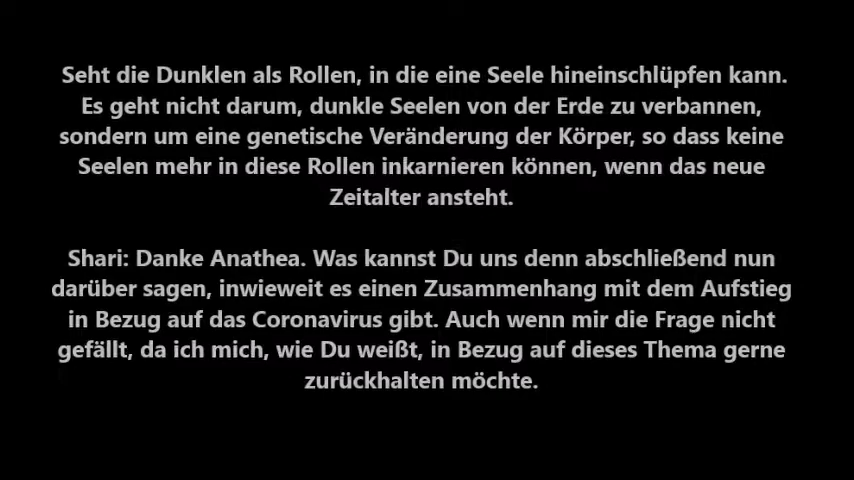 Seht die Dunklen als Rollen, in die eine Seele hineinschlüpfen kann.
Es geht nicht darum, dunkle Seelen von der Erde zu verbannen,
sondern um eine genetische Veränderung der Körper, so dass keine
Seelen mehr in diese Rollen inkarnieren können, wenn das neue
Zeitalter ansteht.
Shari: Danke Anathea. Was kannst Du uns denn abschließend nun
darüber sagen, inwieweit es einen Zusammenhang mit dem Aufstieg
in Bezug auf das Coronavirus gibt. Auch wenn mir die Frage nicht
gefällt, da ich mich, wie Du weißt, in Bezug auf dieses Thema gerne
zurückhalten möchte.